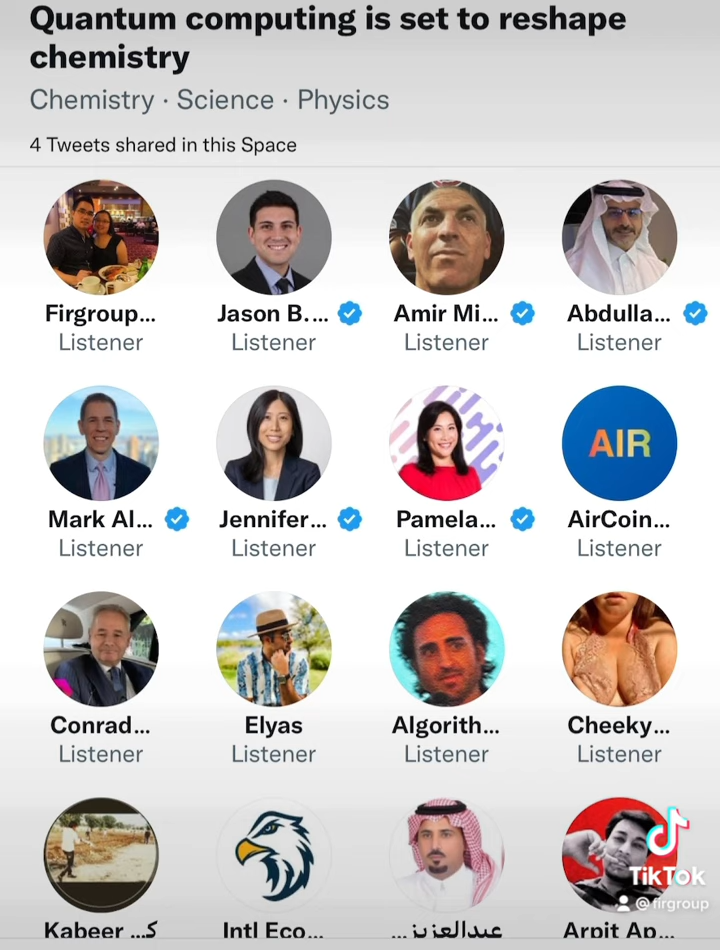 Quantum computing is set to reshape
chemistry
Chemistry · Science · Physics
4 Tweets shared in this Space
Firgroup...
Jason B....
Amir Mi...
Abdulla...
Listener
Listener
Listener
Listener
AIR
Mark Al...
Jennifer...
Pamela...
AirCoin...
Listener
Listener
Listener
Listener
Conrad...
Elyas
Algorith...
Cheeky...
Listener
Listener
Listener
Listener
TikTok
@firgroup
Kabeer ...ک
Intl Eco...
عبدالعزيز...
Arpit Ap...